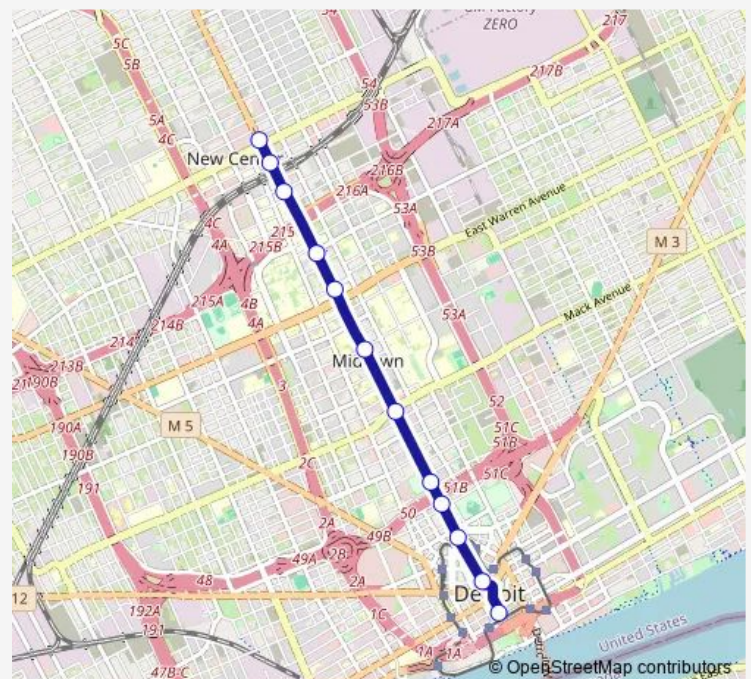 ZERO
217
5C
5B
54
53B
217B
5A
4C
217A
New Cen
216B
216A
53A
4C
4A
215
215B
East Warren Avenue
53B
M 3
215A
4B
4A
214
214B
53A
Mack Avenue
213B
190B
3
Midtown
52
M 5
190A
51C
51B
190B
2C
51C
191
51B
50
2A
49B
49A
2B
48
2A
Detroit
12
192A
1C
191
United States
1A
1A
47B-C
© OpenStreetMap contributors